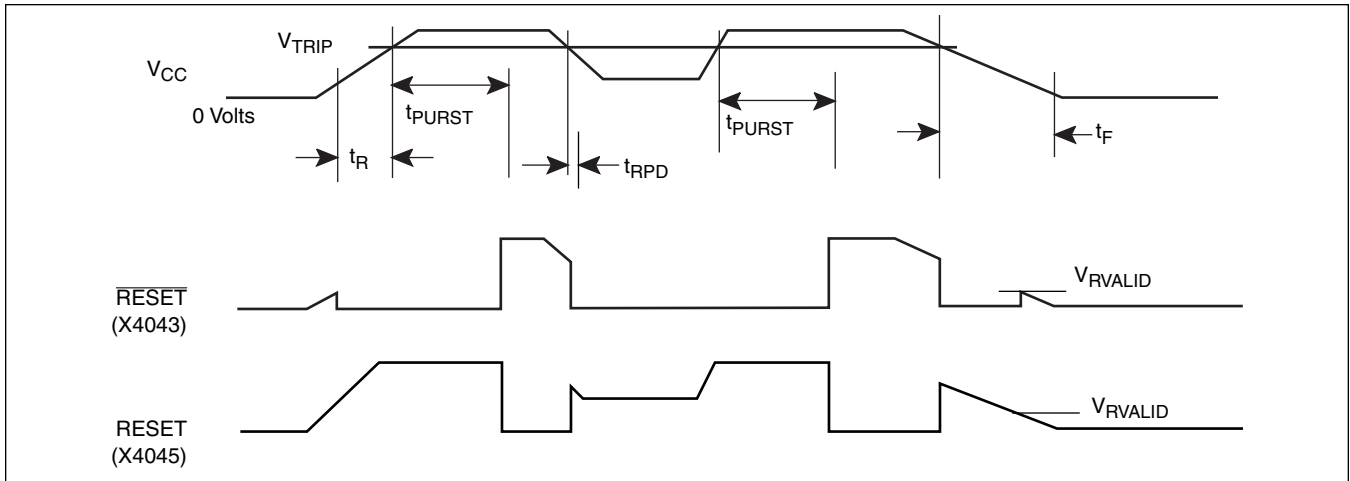 VTRIP
VCC
0 Volts
tPURST
tPURST
tF
tR
tRPD
VRVALID
RESET
(X4043)
VRVALID
RESET
(X4045)